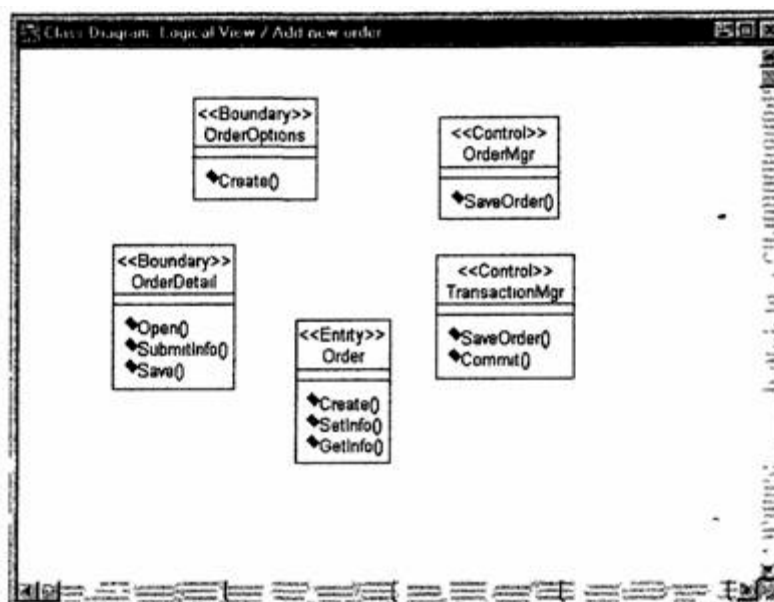 Class Diagram: Logical View / Add new order
<<Boundary>>
OrderOptions
Create()
<<Control>>
OrderMgr
SaveOrder()
<<Boundary>>
OrderDetail
Open()
SubmitInfo()
Save()
<<Control>>
TransactionMgr
SaveOrder()
Commit()
<<Entity>>
Order
Create()
SetInfo()
GetInfo()